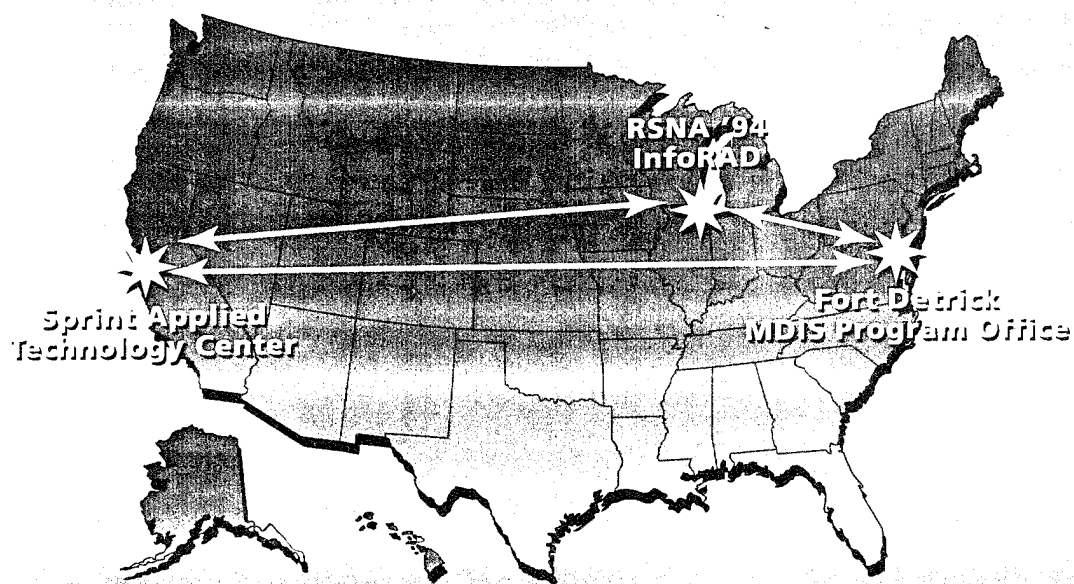 RSNA '94
InfoRAD
Sprint Applied
Technology Center
Fort Detrick
MDIS Program Office